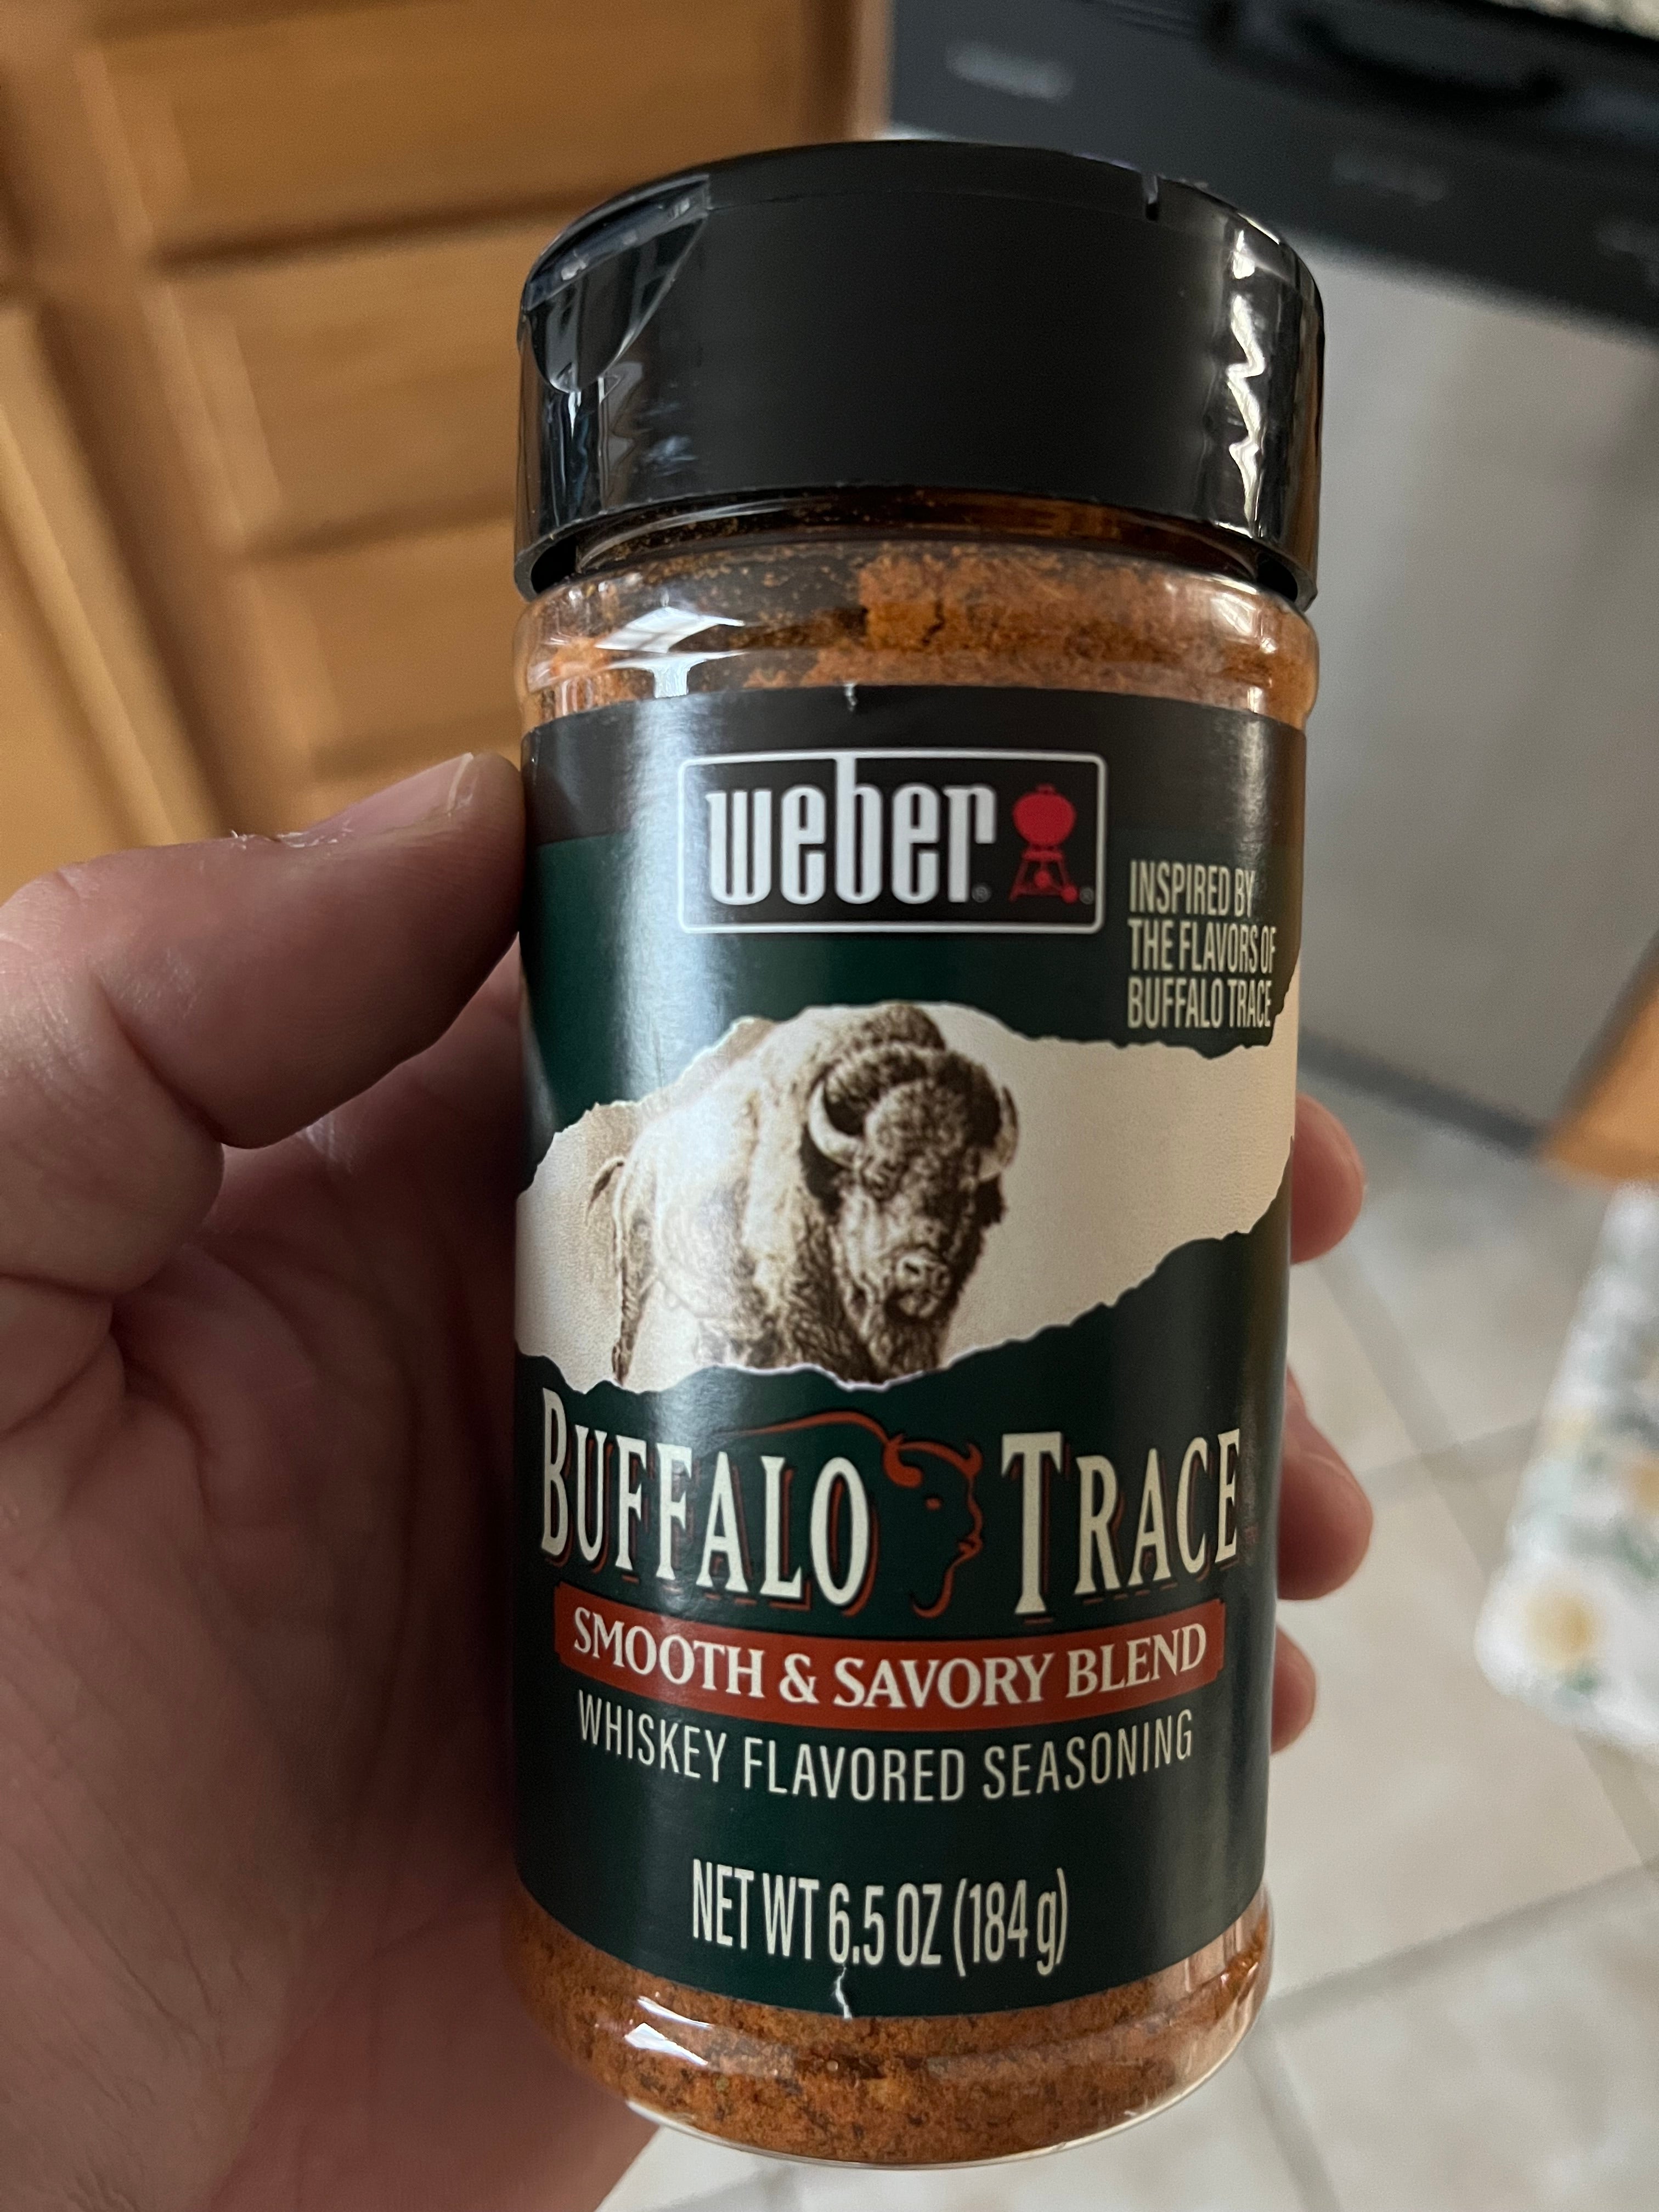 weber
INSPIRED BY
THE FLAVORS OF
BUFFALO TRACE
BUFFALO TRACE
SMOOTH & SAVORY BLEND
WHISKEY FLAVORED SEASONING
NET WT 6.5 OZ (184 g)